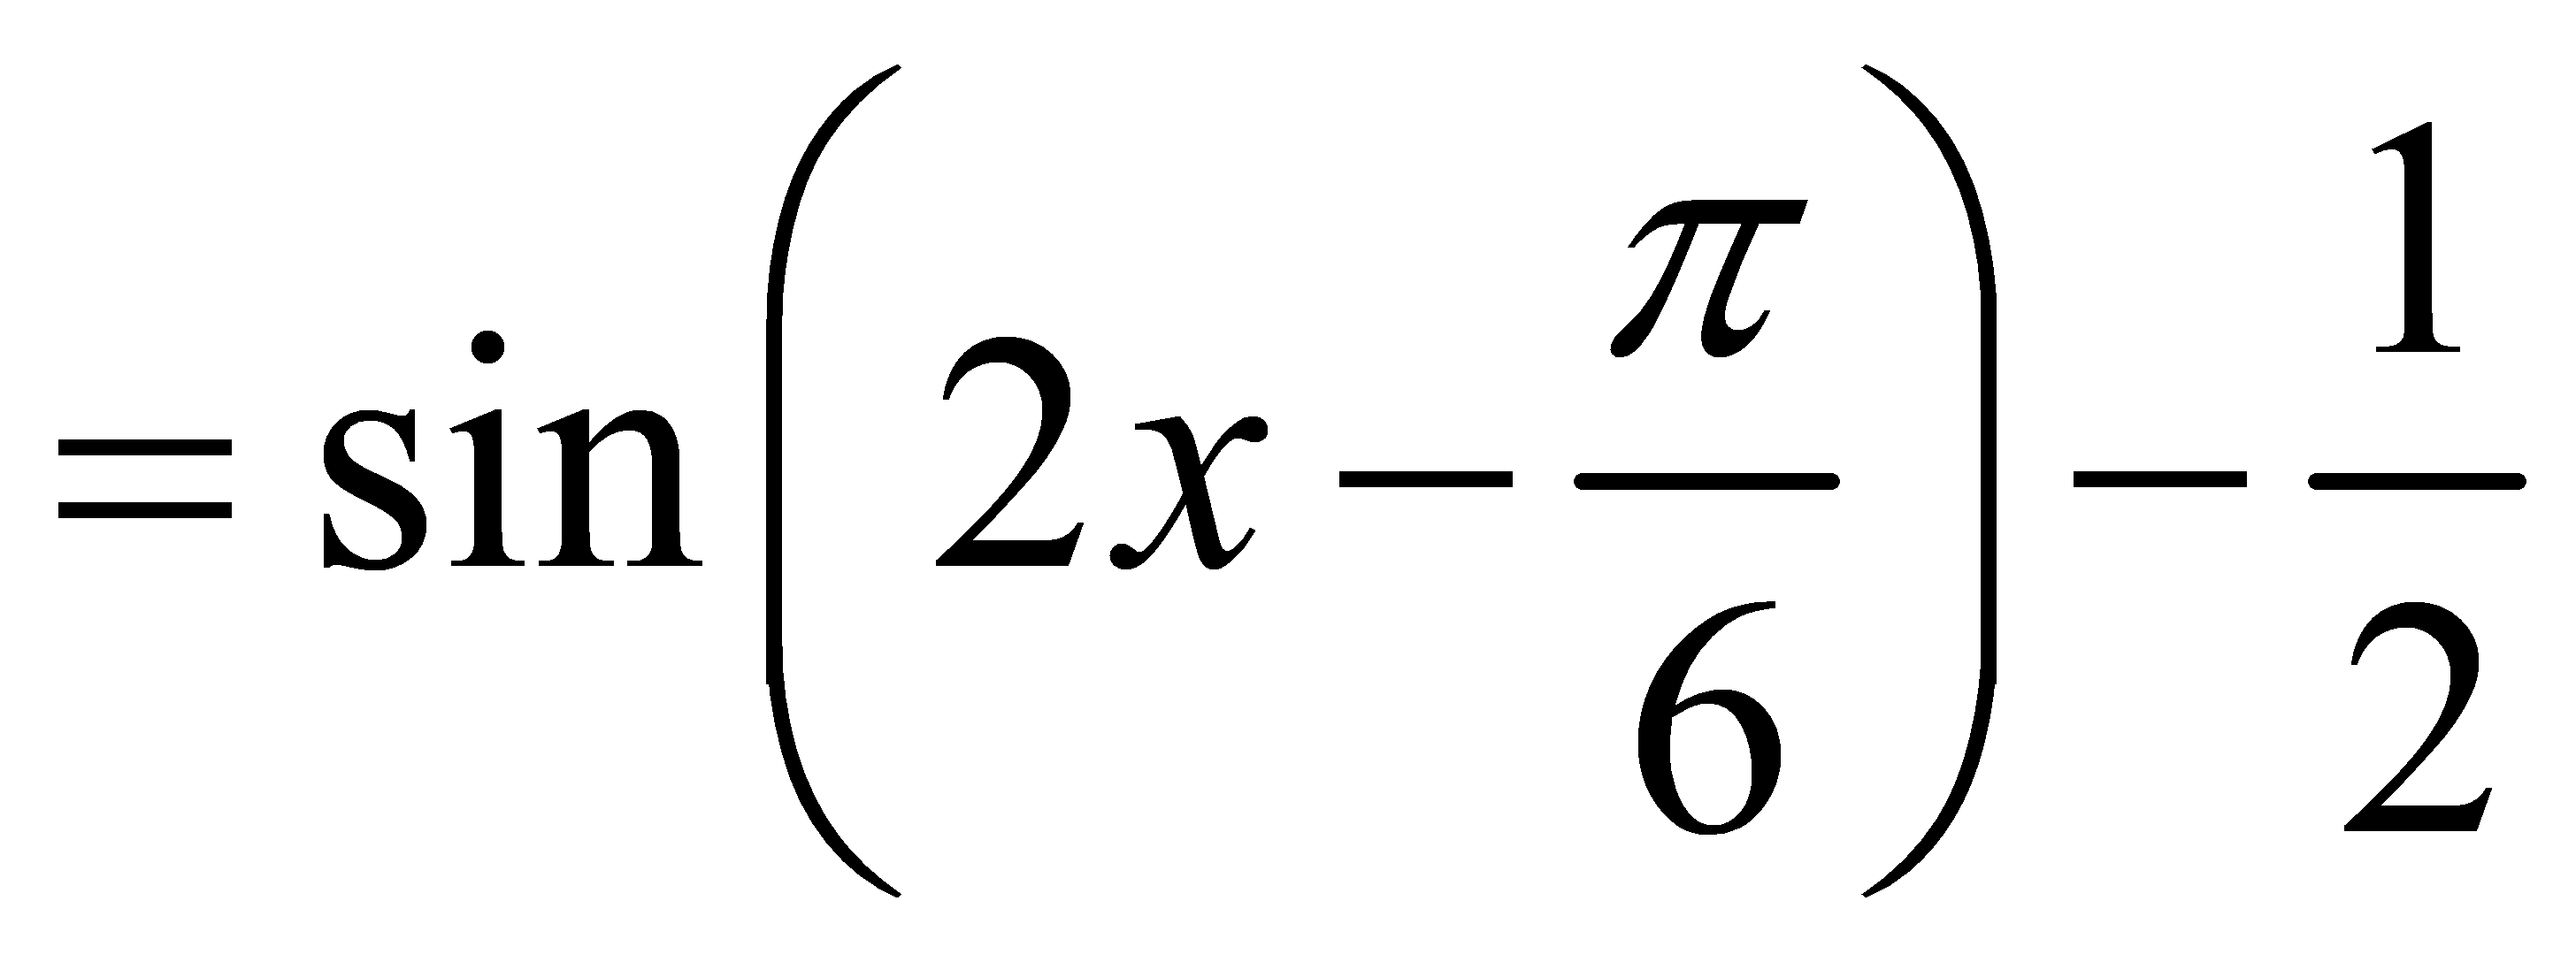 = sin(2x − π/6) − 1/2